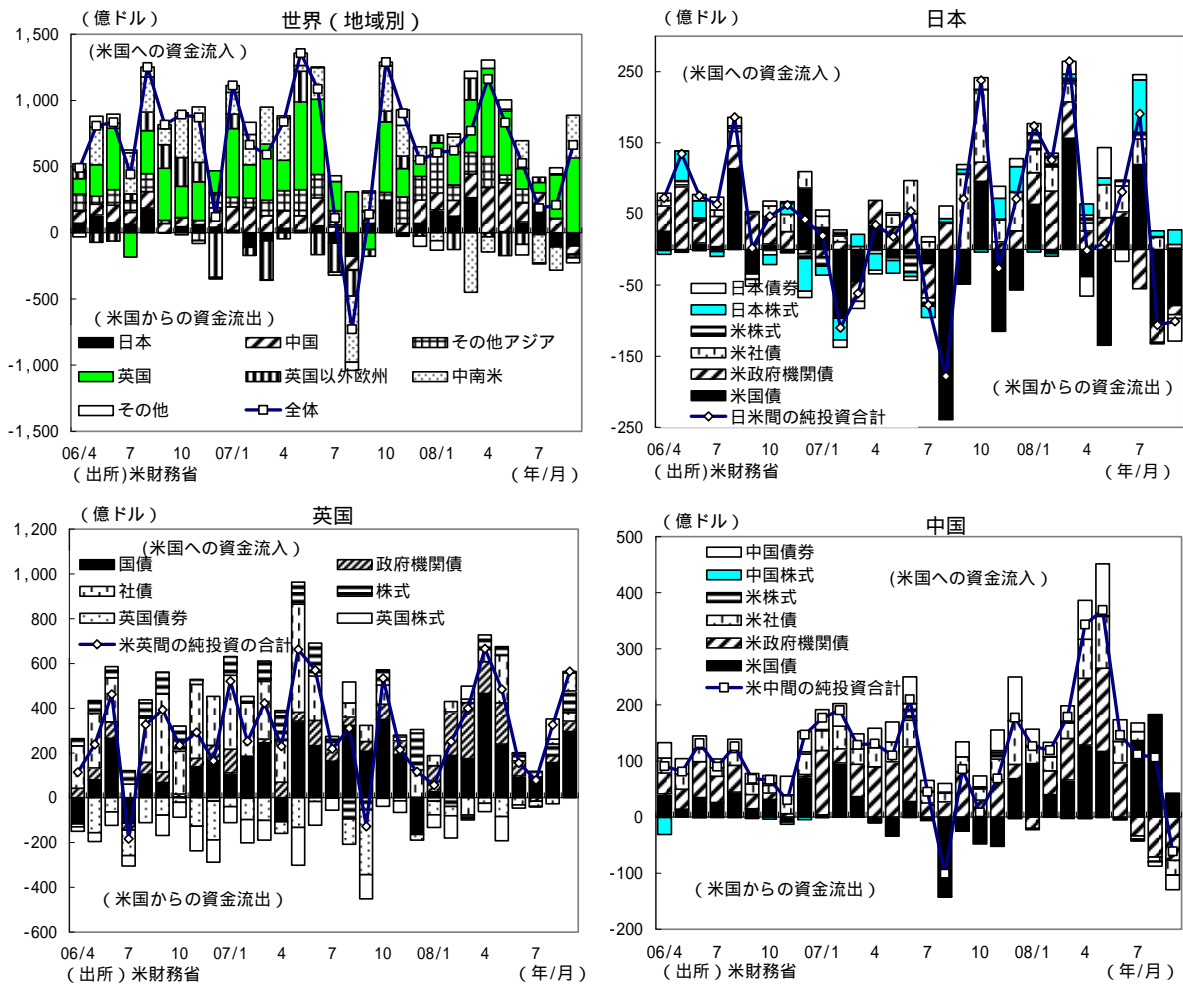 （億ドル）
世界（地域別）
1,500
1,000
500
0
-500
-1,000
-1,500
(米国への資金流入）
（米国からの資金流出）
日本
中国
その他アジア
英国
英国以外欧州
中南米
その他
全体
06/4 7 10 07/1 4 7 10 08/1 4 7
（出所)米財務省
（年/月）
（億ドル）
日本
250
150
50
-50
-150
-250
（米国への資金流入）
日本債券
日本株式
米株式
米社債
米政府機関債
米国債
日米間の純投資合計
（米国からの資金流出）
06/4 7 10 07/1 4 7 10 08/1 4 7
（出所）米財務省
（年/月）
（億ドル）
英国
1,200
1,000
800
600
400
200
0
-200
-400
-600
(米国への資金流入）
国債
政府機関債
社債
株式
英国債券
英国株式
米英間の純投資の合計
（米国からの資金流出）
06/4 7 10 07/1 4 7 10 08/1 4 7
（出所）米財務省
（年/月）
（億ドル）
中国
500
400
300
200
100
0
-100
-200
中国債券
中国株式
米株式
米社債
米政府機関債
米国債
米中間の純投資合計
（米国への資金流入）
（米国からの資金流出）
06/4 7 10 07/1 4 7 10 08/1 4 7
（出所）米財務省
（年/月）